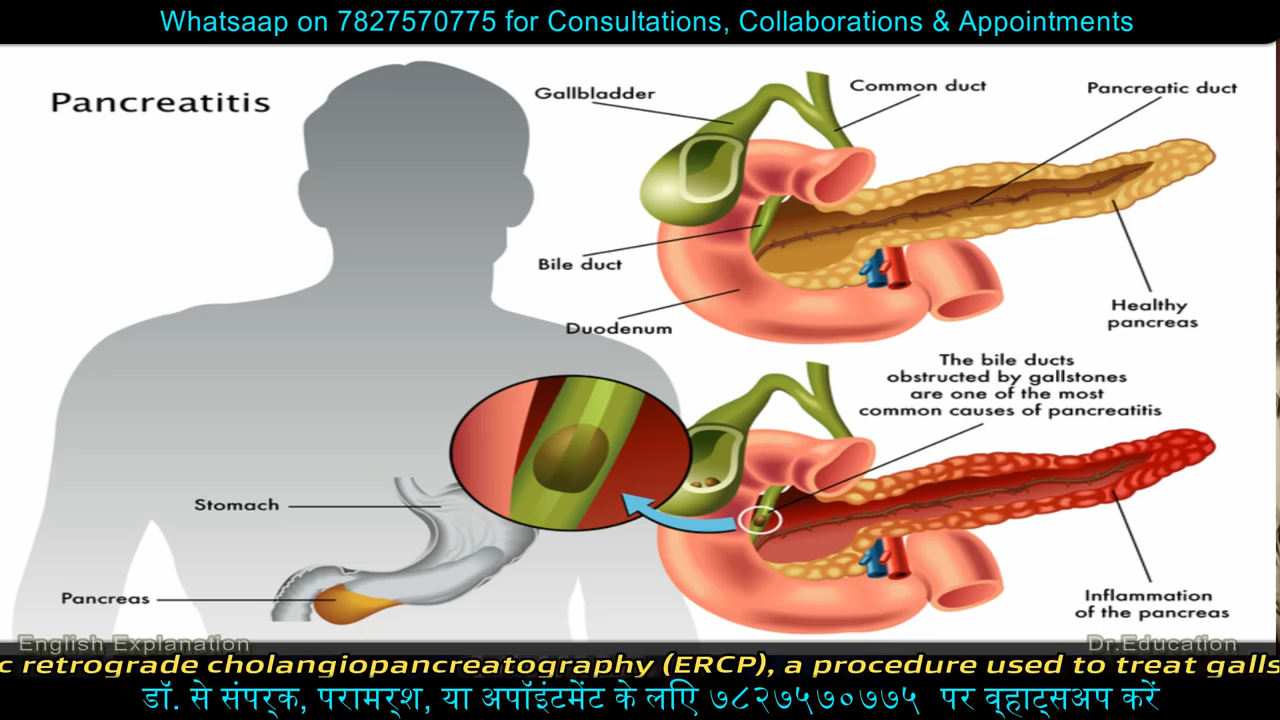 Whatsaap on 7827570775 for Consultations, Collaborations & Appointments
Pancreatitis
Gallbladder
Common duct
Pancreatic duct
Bile duct
Duodenum
Healthy
pancreas
The bile ducts
obstructed by gallstones
are one of the most
common causes of pancreatitis
Stomach
Pancreas
Inflammation
of the pancreas
English Explanation
Dr.Education
c retrograde cholangiopancreatography (ERCP), a procedure used to treat galls
डॉ. से संपर्क, परामर्श, या अपॉइंटमेंट के लिए ७८२७५७०७७५ पर व्हाट्सअप करें